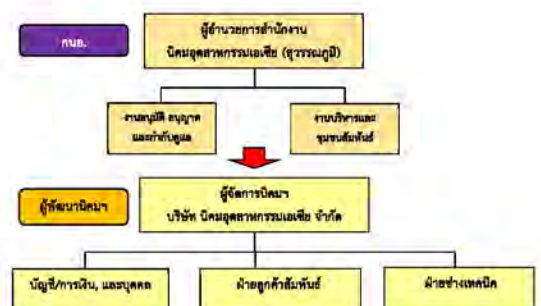 กนอ.
ผู้อำนวยการสำนักงาน
นิคมอุตสาหกรรมเอเซีย (สุวรรณภูมิ)
งานอนุมัติ อนุญาต
และกำกับดูแล
งานบริหารและ
ชุมชนสัมพันธ์
ผู้พัฒนานิคมฯ
ผู้จัดการนิคมฯ
บริษัท นิคมอุตสาหกรรมเอเซีย จำกัด
บัญชี/การเงิน, และบุคคล
ฝ่ายลูกค้าสัมพันธ์
ฝ่ายช่างเทคนิค